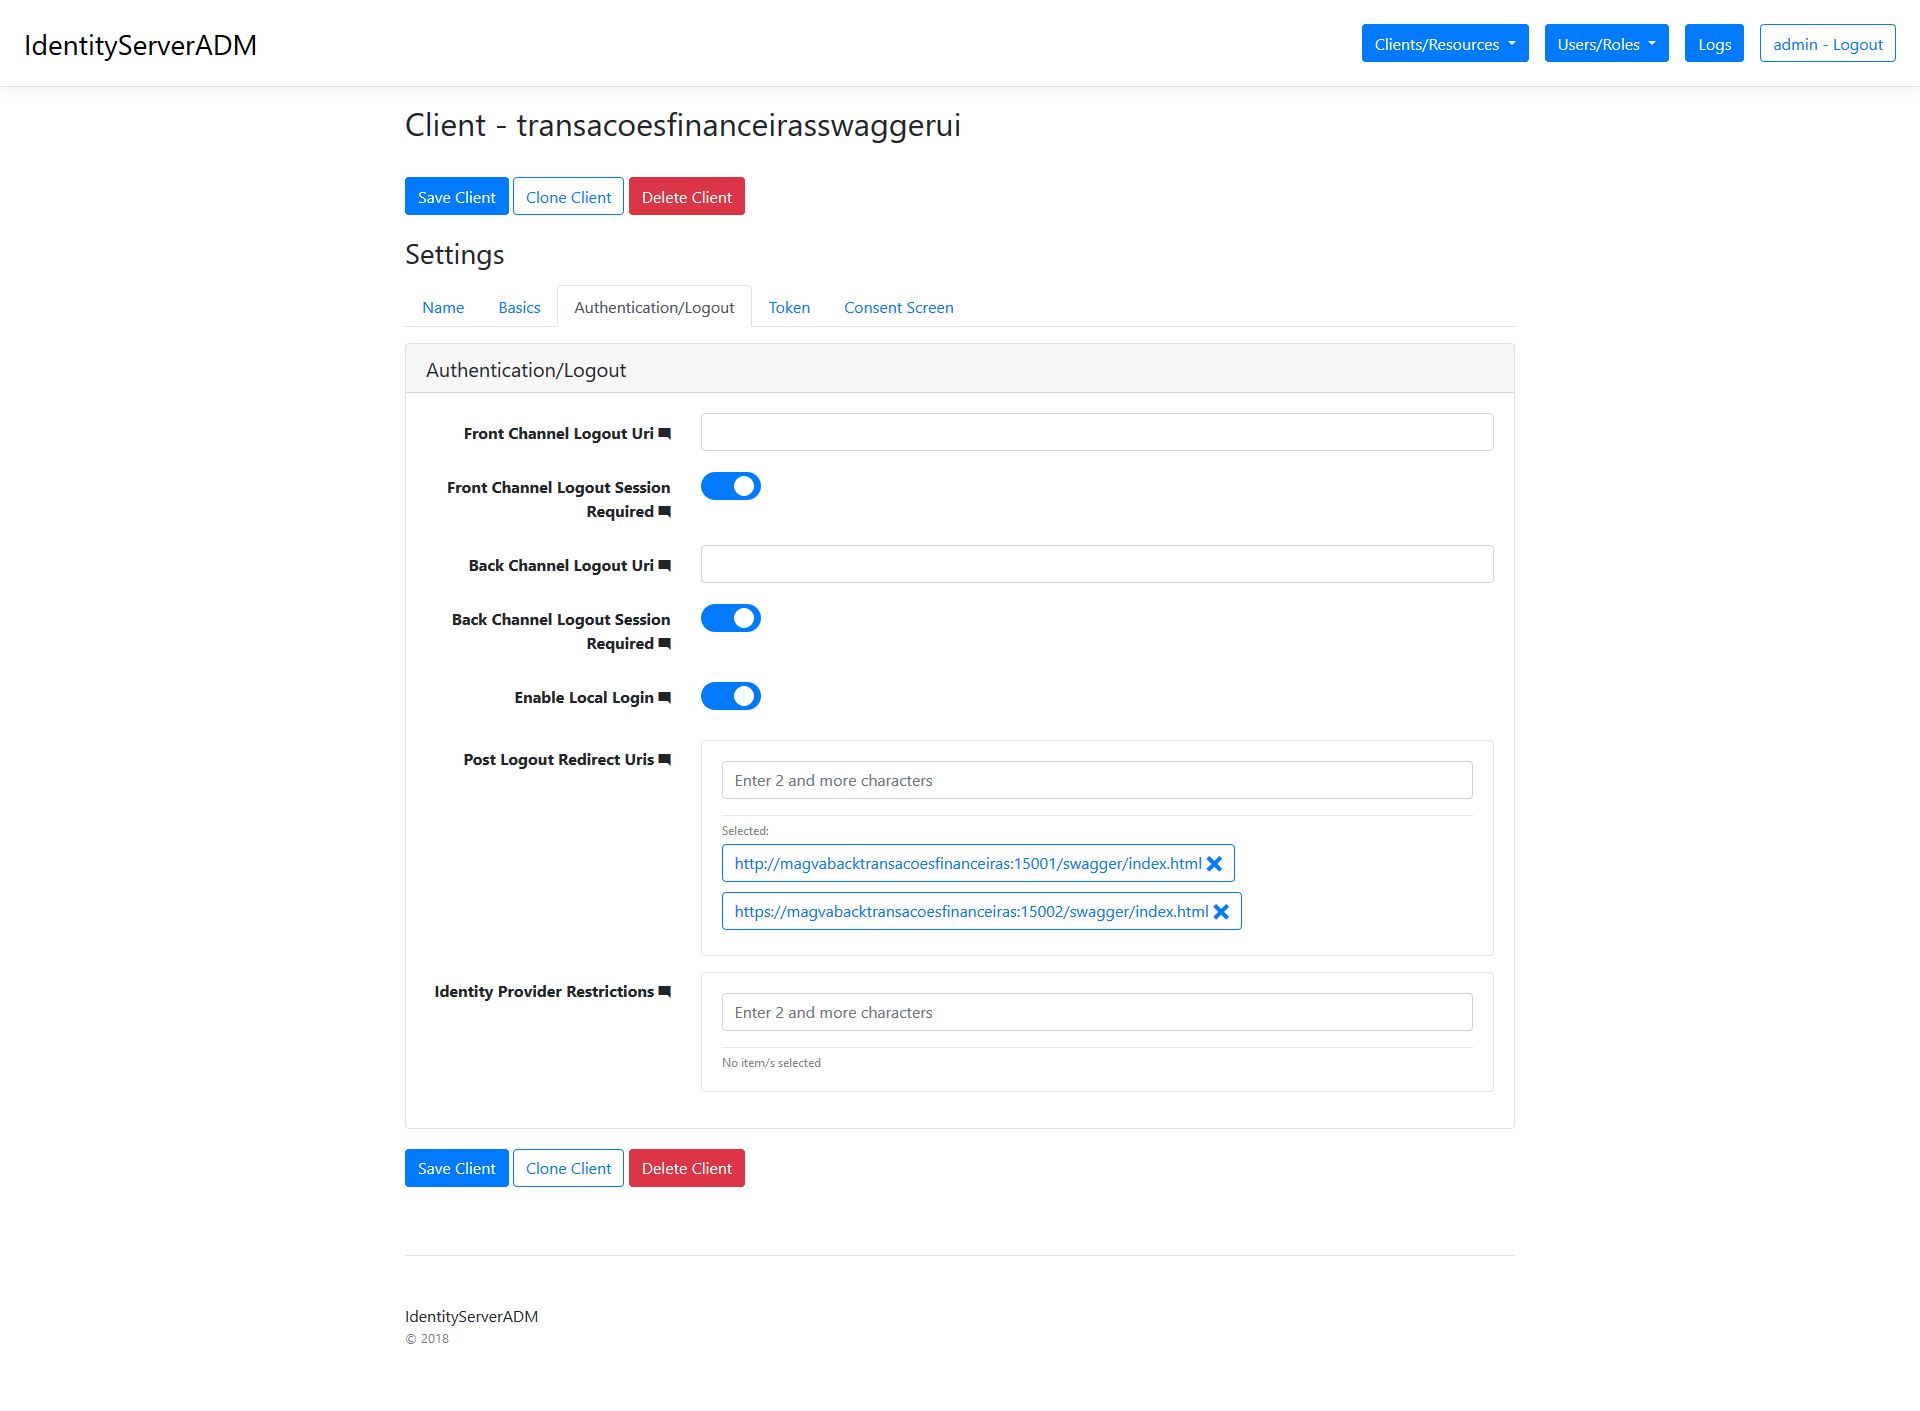 IdentityServerADM
Clients/Resources
Users/Roles
Logs
admin - Logout
Client - transacoesfinanceirasswaggerui
Save Client
Clone Client
Delete Client
Settings
Name
Basics
Authentication/Logout
Token
Consent Screen
Authentication/Logout
Front Channel Logout Uri
Front Channel Logout Session
Required
Back Channel Logout Uri
Back Channel Logout Session
Required
Enable Local Login
Post Logout Redirect Uris
Enter 2 and more characters
Selected:
http://magvabacktransacoesfinanceiras:15001/swagger/index.html
https://magvabacktransacoesfinanceiras:15002/swagger/index.html
Identity Provider Restrictions
Enter 2 and more characters
No item/s selected
Save Client
Clone Client
Delete Client
IdentityServerADM
© 2018